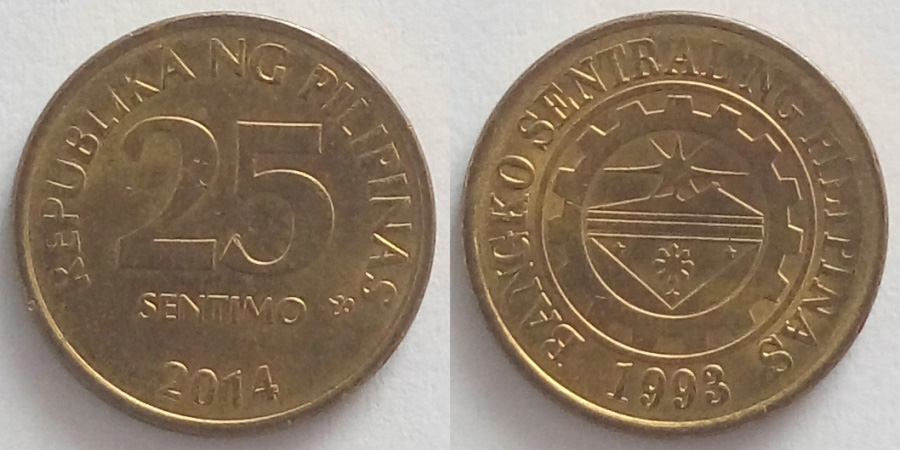 REPUBLIKA NG PILIPINAS
25
SENTIMO
2014
BANGKO SENTRAL NG PILIPINAS
1993